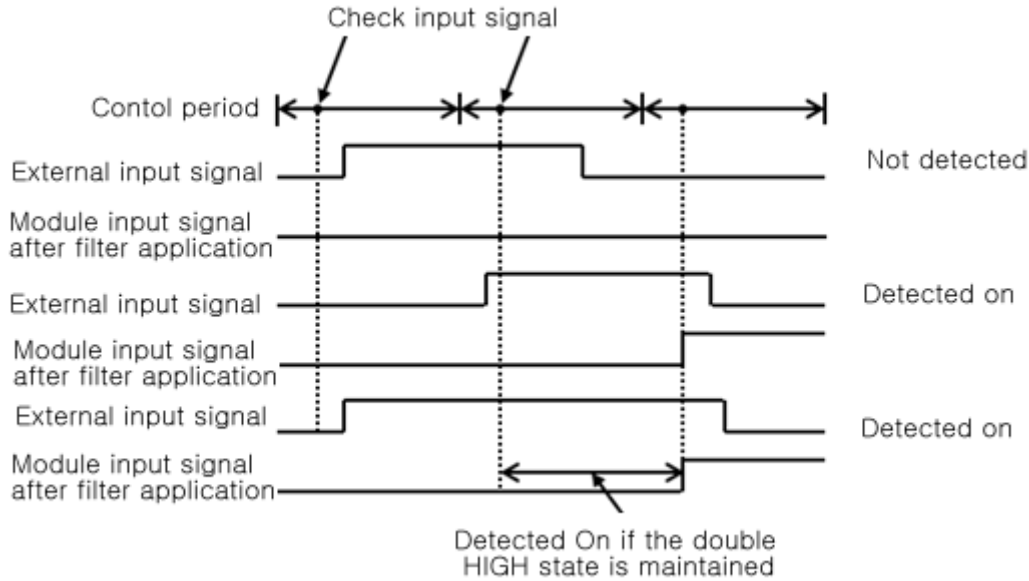 Check input signal
Contol period
External input signal
Not detected
Module input signal
after filter application
External input signal
Detected on
Module input signal
after filter application
External input signal
Detected on
Module input signal
after filter application
Detected On if the double
HIGH state is maintained